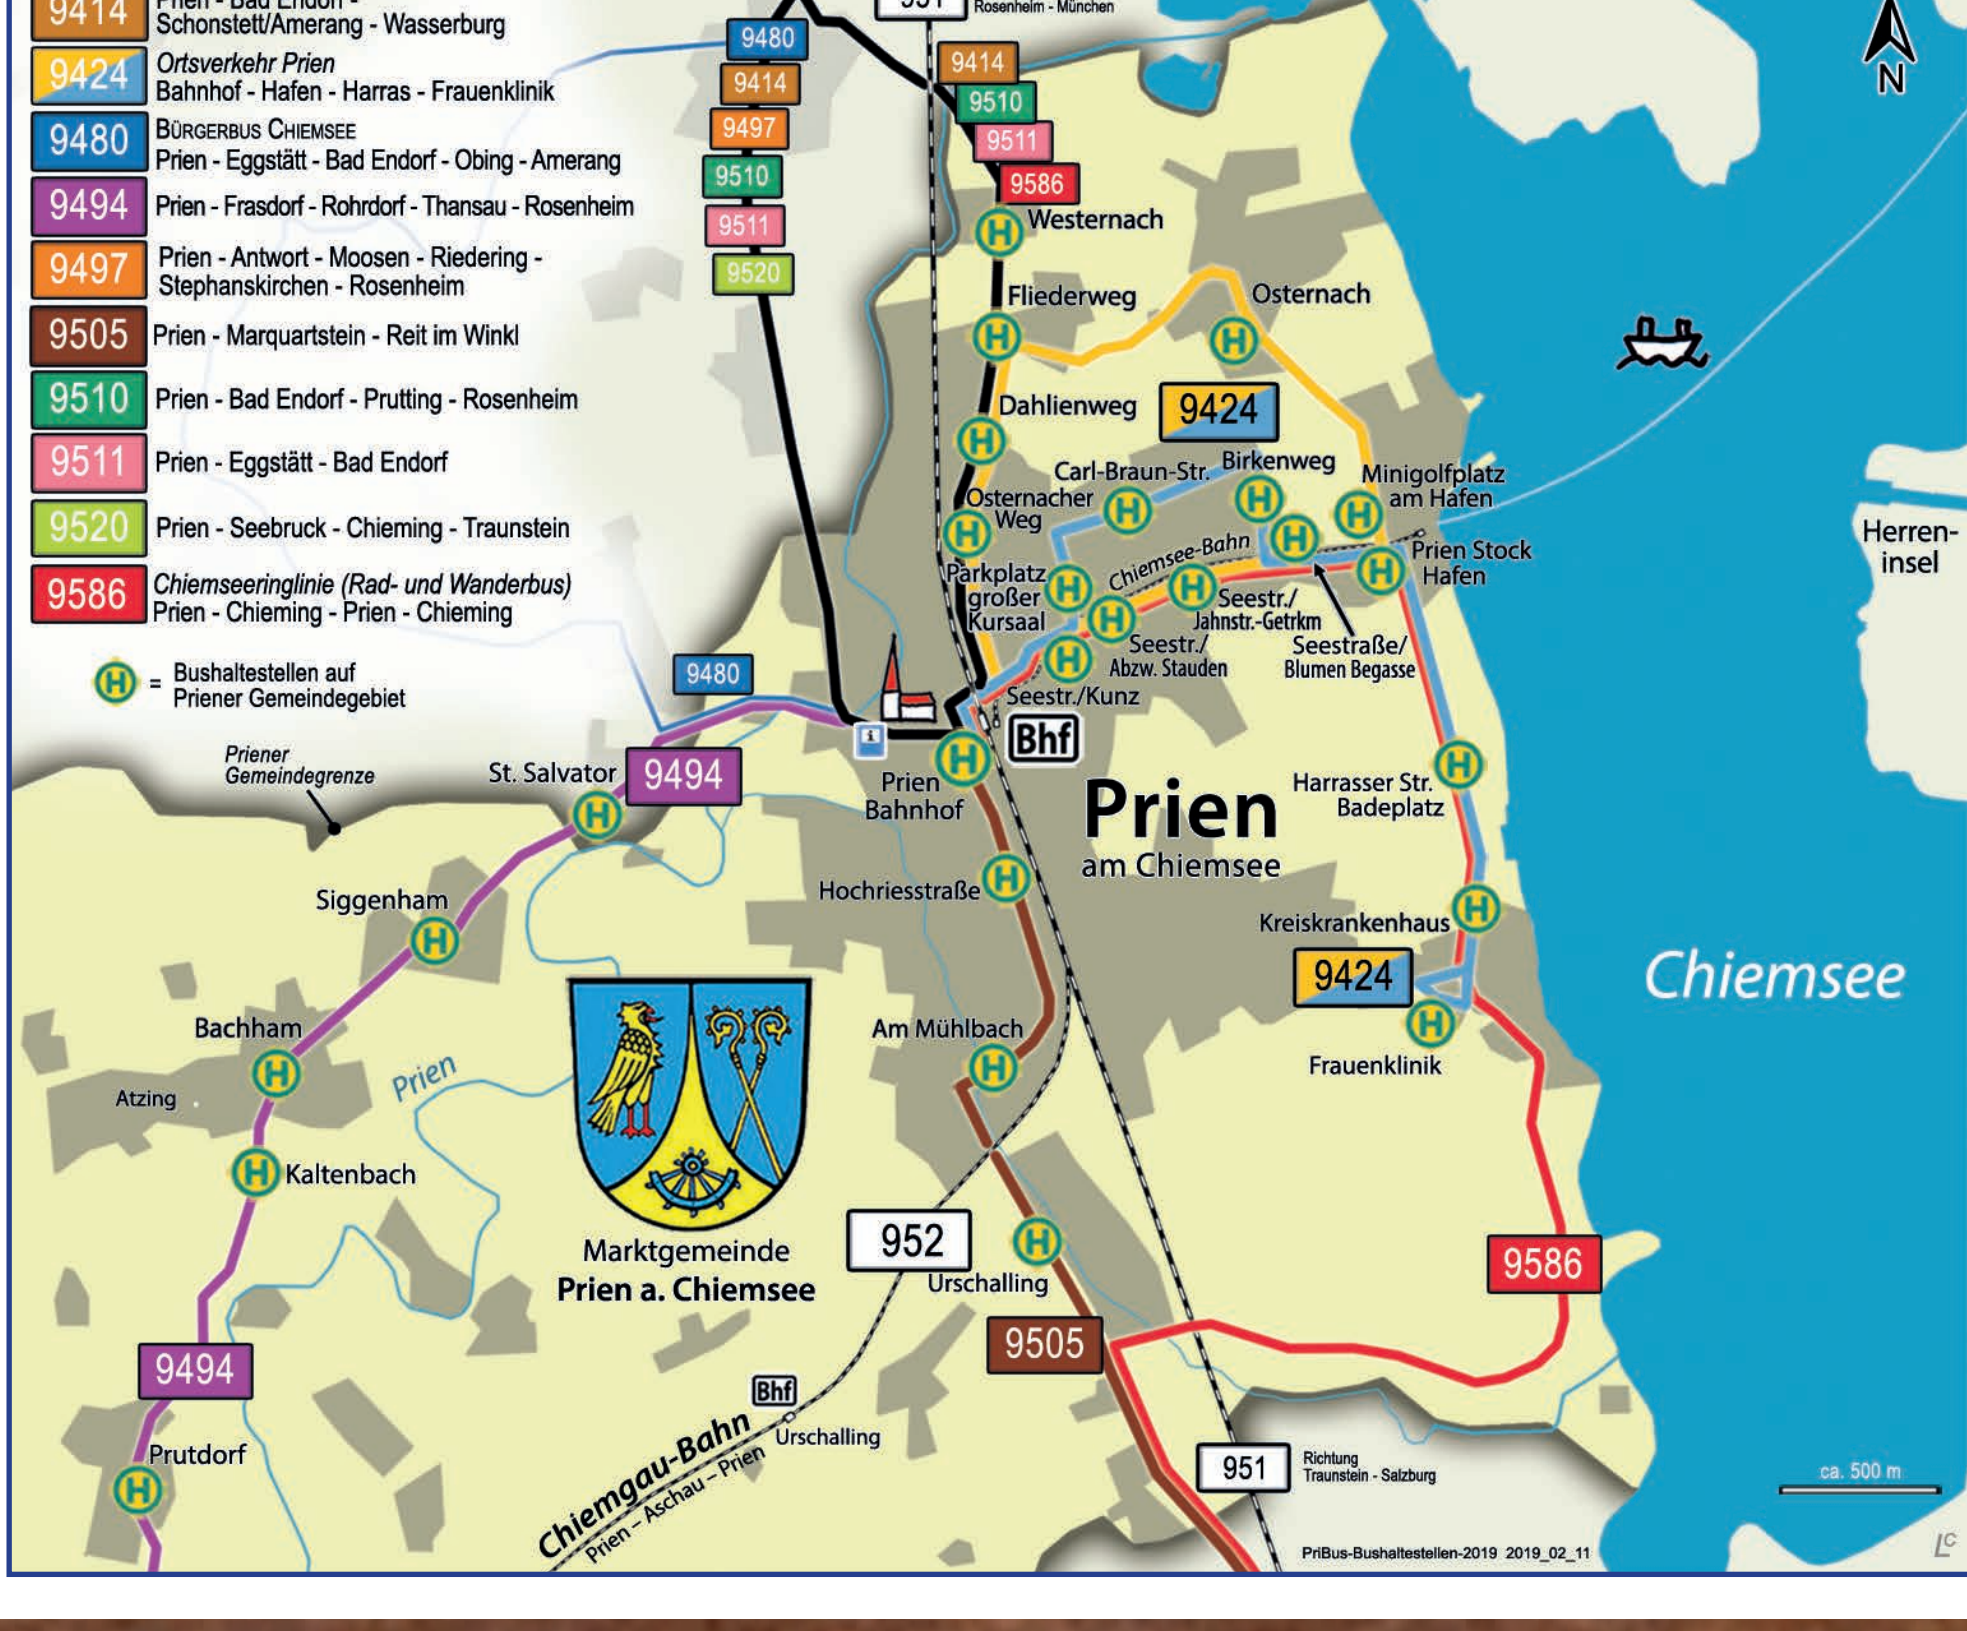 9414
Prien - Bad Endorf -
Schonstett/Amerang - Wasserburg
9424
Ortsverkehr Prien
Bahnhof - Hafen - Harras - Frauenklinik
9480
BÜRGERBUS CHIEMSEE
Prien - Eggstätt - Bad Endorf - Obing - Amerang
9494
Prien - Frasdorf - Rohrdorf - Thansau - Rosenheim
9497
Prien - Antwort - Moosen - Riedering -
Stephanskirchen - Rosenheim
9505
Prien - Marquartstein - Reit im Winkl
9510
Prien - Bad Endorf - Prutting - Rosenheim
9511
Prien - Eggstätt - Bad Endorf
9520
Prien - Seebruck - Chieming - Traunstein
9586
Chiemseeringlinie (Rad- und Wanderbus)
Prien - Chieming - Prien - Chieming
H = Bushaltestellen auf
Priener Gemeindegebiet
Priener
Gemeindegrenze
951
Rosenheim - München
9480
9414
9497
9510
9511
9520
9414
9510
9511
9586
N
Westernach
Fliederweg
Osternach
Dahlienweg
9424
Carl-Braun-Str.
Birkenweg
Minigolfplatz
am Hafen
Osternacher
Weg
Chiemsee-Bahn
Prien Stock
Hafen
Parkplatz
großer
Kursaal
Seestr./
Jahnstr.-Getrkm
Seestr./
Abzw. Stauden
Seestraße/
Blumen Begasse
Seestr./Kunz
Herren-
insel
9480
i
Bhf
St. Salvator
9494
Prien
Bahnhof
Prien
am Chiemsee
Harrasser Str.
Badeplatz
Hochriesstraße
Siggenham
Kreiskrankenhaus
9424
Chiemsee
Frauenklinik
Am Mühlbach
Bachham
Atzing
Prien
Kaltenbach
Marktgemeinde
Prien a. Chiemsee
952
Urschalling
9586
9505
9494
Bhf
Urschalling
Chiemgau-Bahn
Prien – Aschau – Prien
Prutdorf
951
Richtung
Traunstein - Salzburg
ca. 500 m
PriBus-Bushaltestellen-2019 2019_02_11
LC